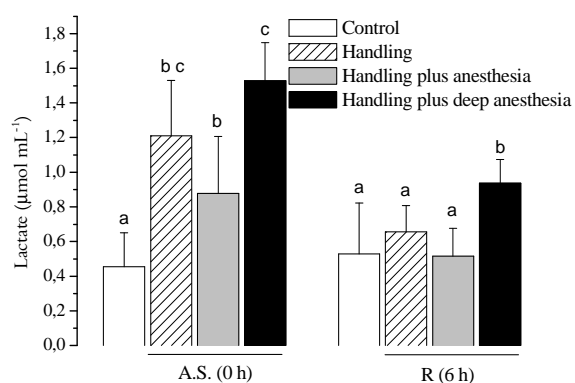 Control
Handling
Handling plus anesthesia
Handling plus deep anesthesia
Lactate (µmol mL⁻¹)
1,8
1,6
1,4
1,2
1,0
0,8
0,6
0,4
0,2
0,0
a
b c
b
c
a
a
a
b
A.S. (0 h)
R (6 h)